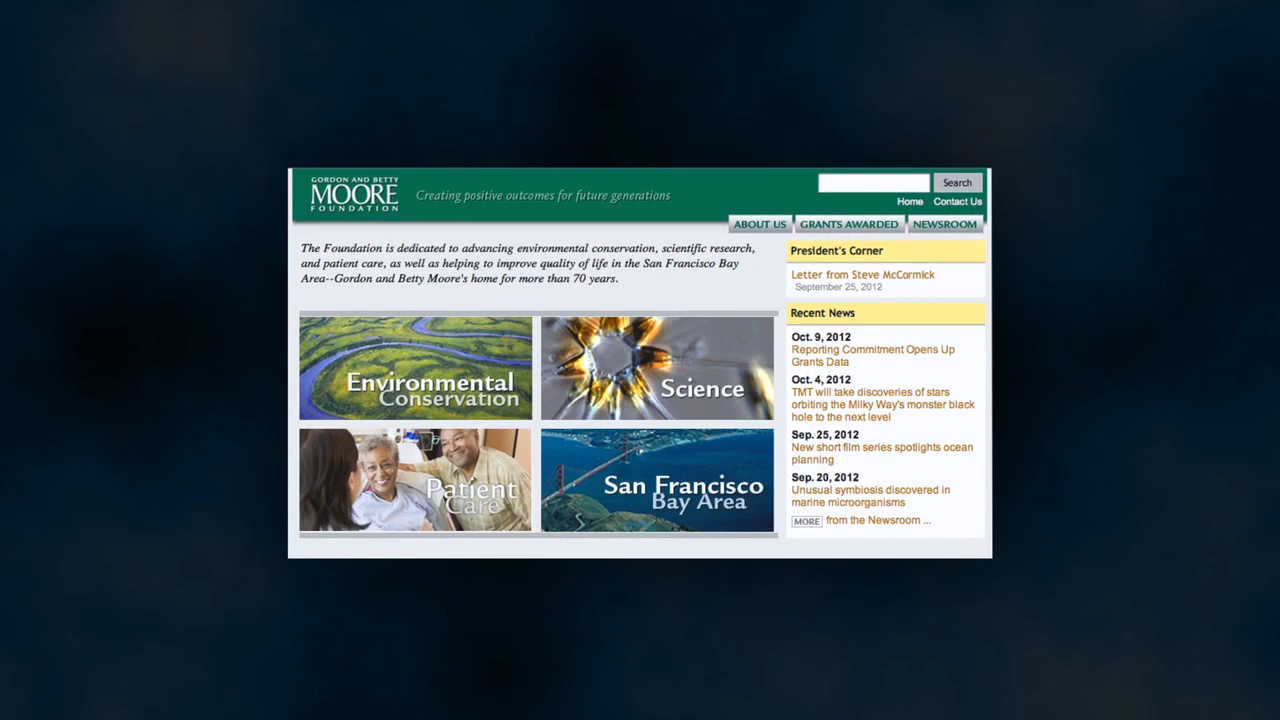 GORDON AND BETTY
MOORE
FOUNDATION
Creating positive outcomes for future generations
Search
Home Contact Us
ABOUT US GRANTS AWARDED NEWSROOM
The Foundation is dedicated to advancing environmental conservation, scientific research,
and patient care, as well as helping to improve quality of life in the San Francisco Bay
Area--Gordon and Betty Moore's home for more than 70 years.
Environmental
Conservation
Science
Patient
Care
San Francisco
Bay Area
President's Corner
Letter from Steve McCormick
September 25, 2012
Recent News
Oct. 9, 2012
Reporting Commitment Opens Up
Grants Data
Oct. 4, 2012
TMT will take discoveries of stars
orbiting the Milky Way's monster black
hole to the next level
Sep. 25, 2012
New short film series spotlights ocean
planning
Sep. 20, 2012
Unusual symbiosis discovered in
marine microorganisms
MORE from the Newsroom ...